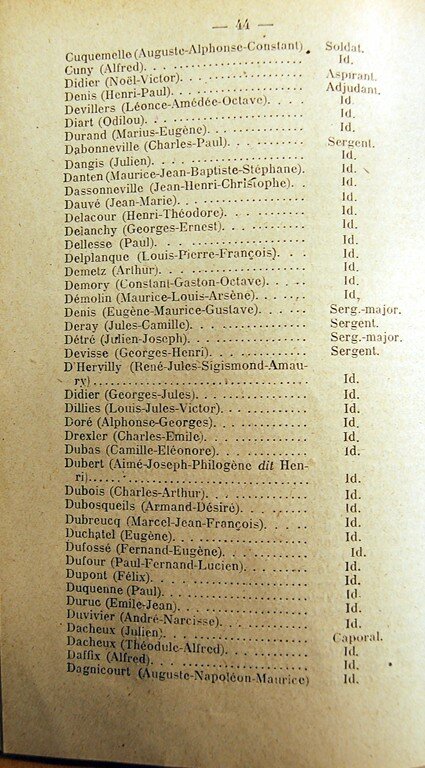 — 44 —
Cuquemelle (Auguste-Alphonse-Constant). Soldat.
Cuny (Alfred). Id.
Didier (Noël-Victor). Aspirant.
Denis (Henri-Paul). Adjudant.
Devillers (Léonce-Amédée-Octave). Id.
Diart (Odilou). Id.
Durand (Marius-Eugène). Id.
Dabonneville (Charles-Paul). Sergent.
Dangis (Julien). Id.
Danten (Maurice-Jean-Baptiste-Stéphane). Id.
Dassonneville (Jean-Henri-Christophe). Id.
Dauvé (Jean-Marie). Id.
Delacour (Henri-Théodore). Id.
Delanchy (Georges-Ernest). Id.
Dellesse (Paul). Id.
Delplanque (Louis-Pierre-François). Id.
Demetz (Arthur). Id.
Demory (Constant-Gaston-Octave). Id.
Démolin (Maurice-Louis-Arsène). Id.
Denis (Eugène-Maurice-Gustave). Serg.-major.
Deray (Jules-Camille). Sergent.
Détré (Julien-Joseph). Serg.-major.
Devisse (Georges-Henri). Sergent.
D'Hervilly (René-Jules-Sigismond-Amau-
ry). Id.
Didier (Georges-Jules). Id.
Dillies (Louis-Jules-Victor). Id.
Doré (Alphonse-Georges). Id.
Drexler (Charles-Emile). Id.
Dubas (Camille-Eléonore). Id.
Dubert (Aimé-Joseph-Philogène dit Hen-
ri). Id.
Dubois (Charles-Arthur). Id.
Dubosqueils (Armand-Désiré). Id.
Dubreucq (Marcel-Jean-François). Id.
Duchatel (Eugène). Id.
Dufossé (Fernand-Eugène). Id.
Dufour (Paul-Fernand-Lucien). Id.
Dupont (Félix). Id.
Duquenne (Paul). Id.
Duruc (Emile-Jean). Id.
Duvivier (André-Narcisse). Id.
Dacheux (Julien). Caporal.
Dacheux (Théodule-Alfred). Id.
Daffix (Alfred). Id.
Dagnicourt (Auguste-Napoléon-Maurice) Id.